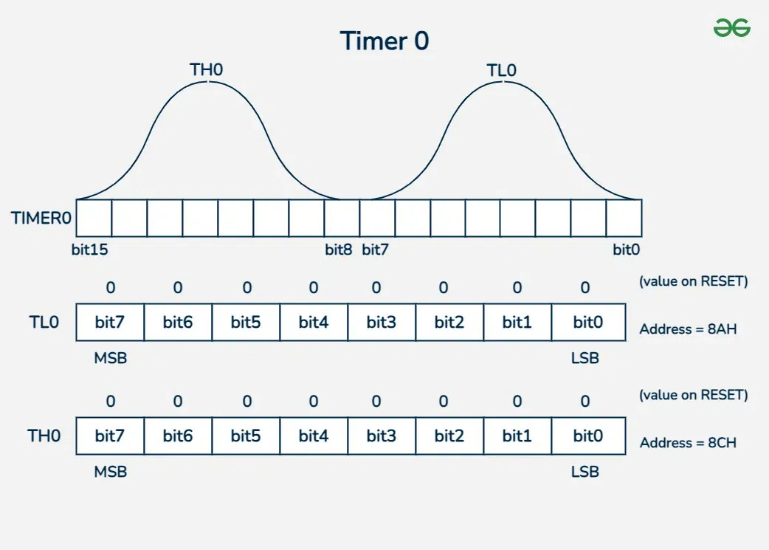 Timer 0
TH0 TL0
TIMER0
bit15 bit8 bit7 bit0
0 0 0 0 0 0 0 0 (value on RESET)
TL0 bit7 bit6 bit5 bit4 bit3 bit2 bit1 bit0 Address = 8AH
MSB LSB
0 0 0 0 0 0 0 0 (value on RESET)
TH0 bit7 bit6 bit5 bit4 bit3 bit2 bit1 bit0 Address = 8CH
MSB LSB